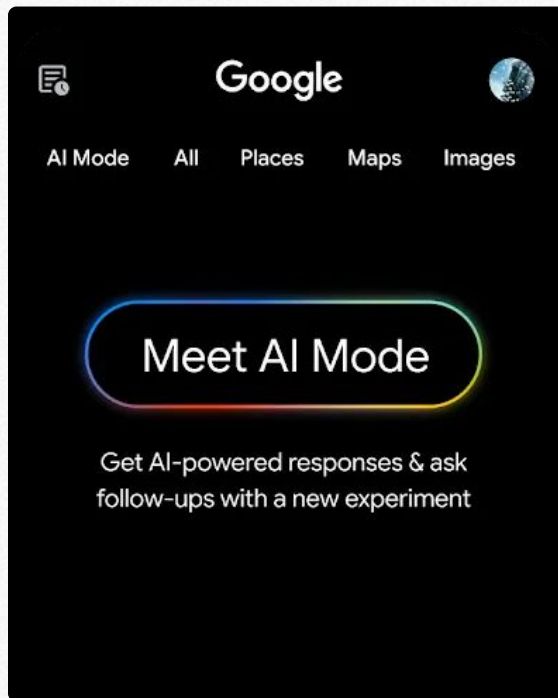 Google
AI Mode All Places Maps Images
Meet AI Mode
Get AI-powered responses & ask
follow-ups with a new experiment